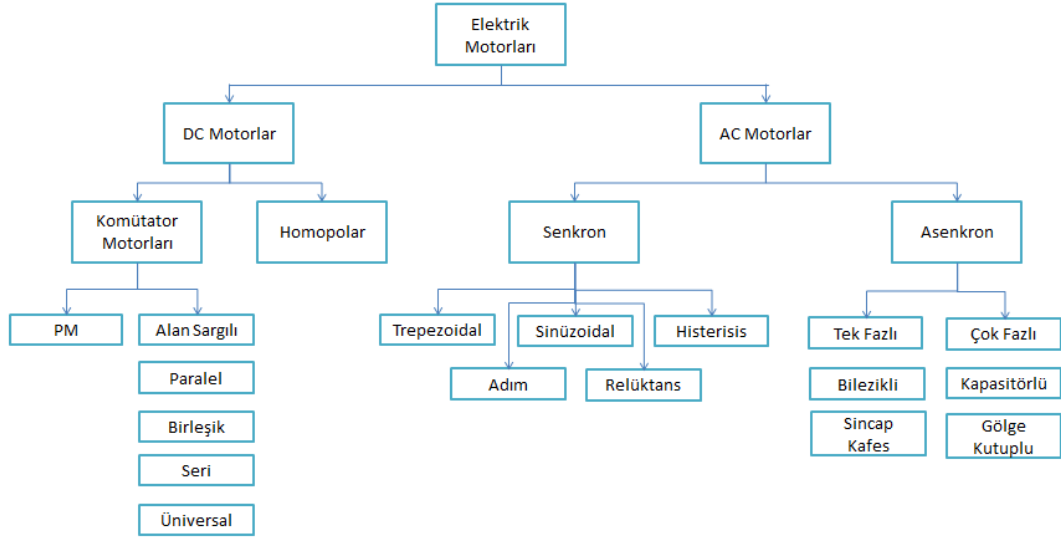 Elektrik
Motorları
DC Motorlar
AC Motorlar
Komütator
Motorları
Homopolar
Senkron
Asenkron
PM
Alan Sargılı
Trepezoidal
Sinüzoidal
Histerisis
Tek Fazlı
Çok Fazlı
Paralel
Adım
Relüktans
Bilezikli
Kapasitörlü
Birleşik
Sincap
Kafes
Gölge
Kutuplu
Seri
Üniversal